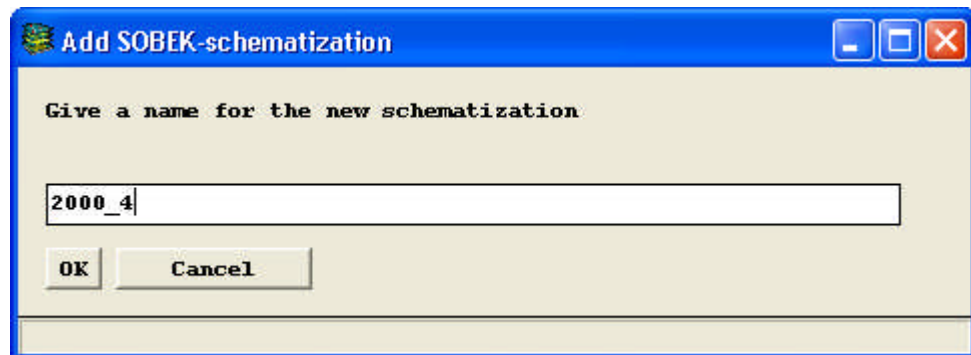 Add SOBEK-schematization
Give a name for the new schematization
2000_4
OK Cancel